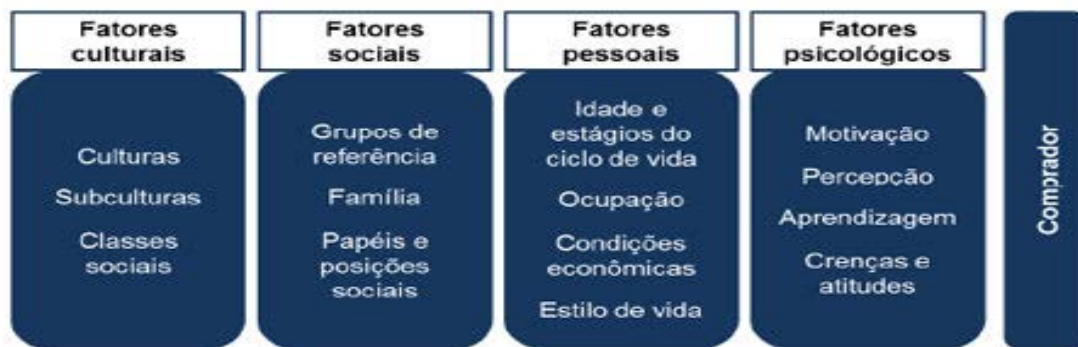 Fatores
culturais
Culturas
Subculturas
Classes
sociais
Fatores
sociais
Grupos de
referência
Família
Papéis e
posições
sociais
Fatores
pessoais
Idade e
estágios do
ciclo de vida
Ocupação
Condições
econômicas
Estilo de vida
Fatores
psicológicos
Motivação
Percepção
Aprendizagem
Crenças e
atitudes
Comprador